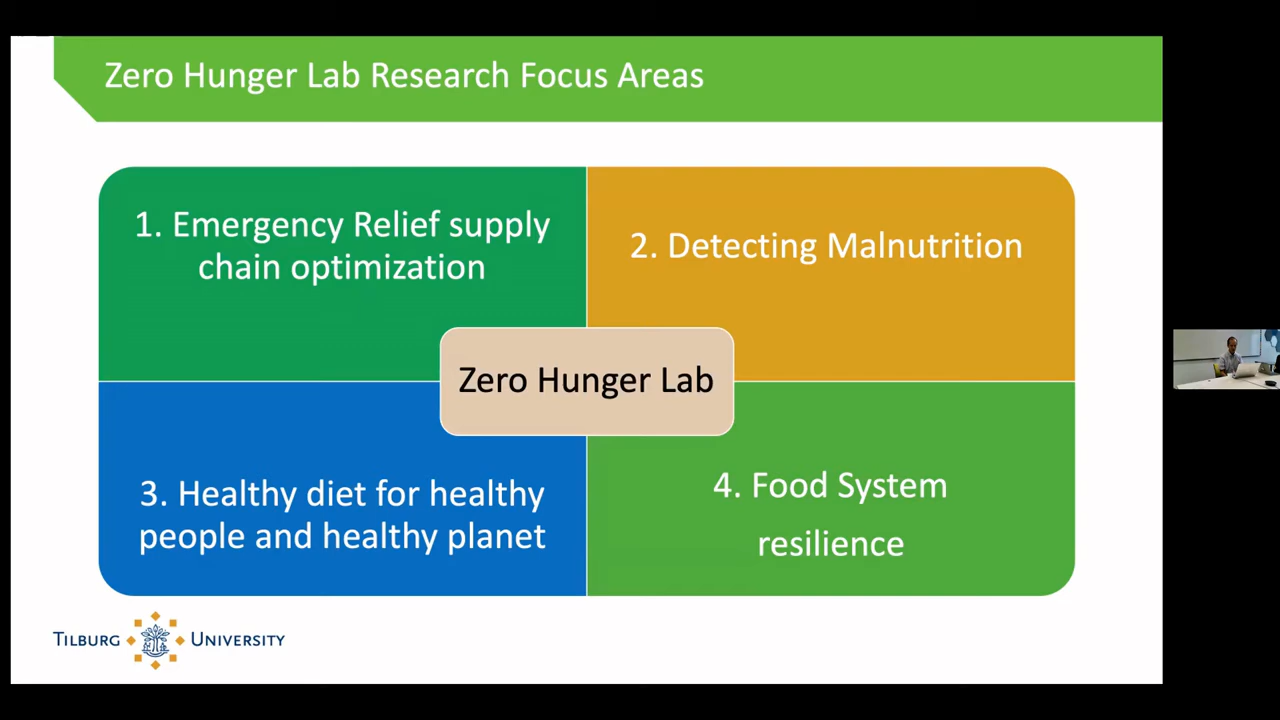 Zero Hunger Lab Research Focus Areas
1. Emergency Relief supply
chain optimization
2. Detecting Malnutrition
Zero Hunger Lab
3. Healthy diet for healthy
people and healthy planet
4. Food System
resilience
TILBURG UNIVERSITY